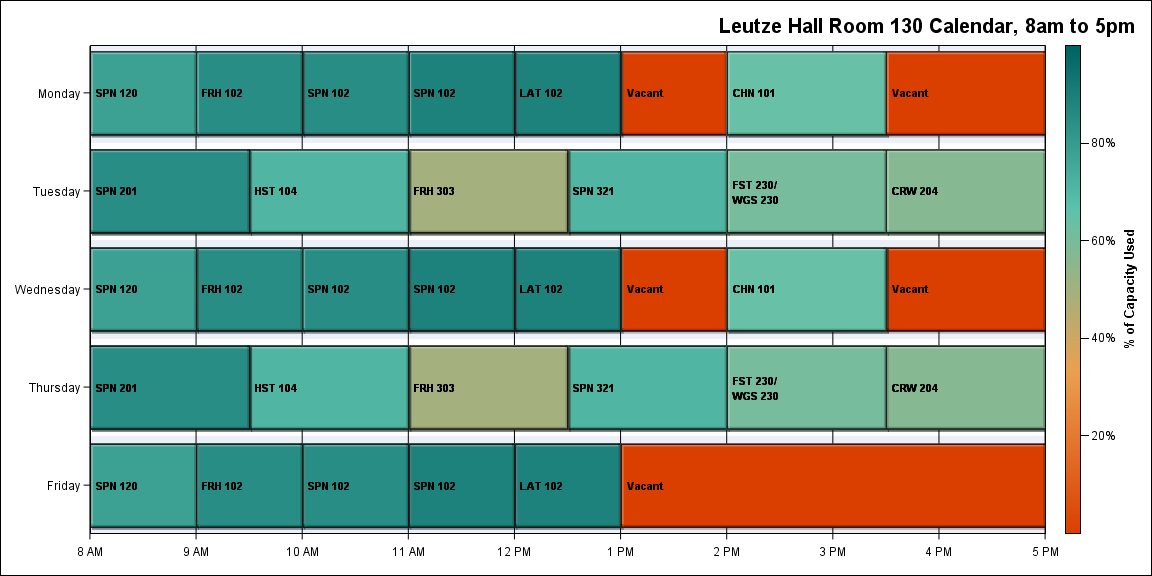 Leutze Hall Room 130 Calendar, 8am to 5pm
Monday
SPN 120
FRH 102
SPN 102
SPN 102
LAT 102
Vacant
CHN 101
Vacant
Tuesday
SPN 201
HST 104
FRH 303
SPN 321
FST 230/
WGS 230
CRW 204
Wednesday
SPN 120
FRH 102
SPN 102
SPN 102
LAT 102
Vacant
CHN 101
Vacant
Thursday
SPN 201
HST 104
FRH 303
SPN 321
FST 230/
WGS 230
CRW 204
Friday
SPN 120
FRH 102
SPN 102
SPN 102
LAT 102
Vacant
8 AM
9 AM
10 AM
11 AM
12 PM
1 PM
2 PM
3 PM
4 PM
5 PM
80%
60%
40%
20%
% of Capacity Used